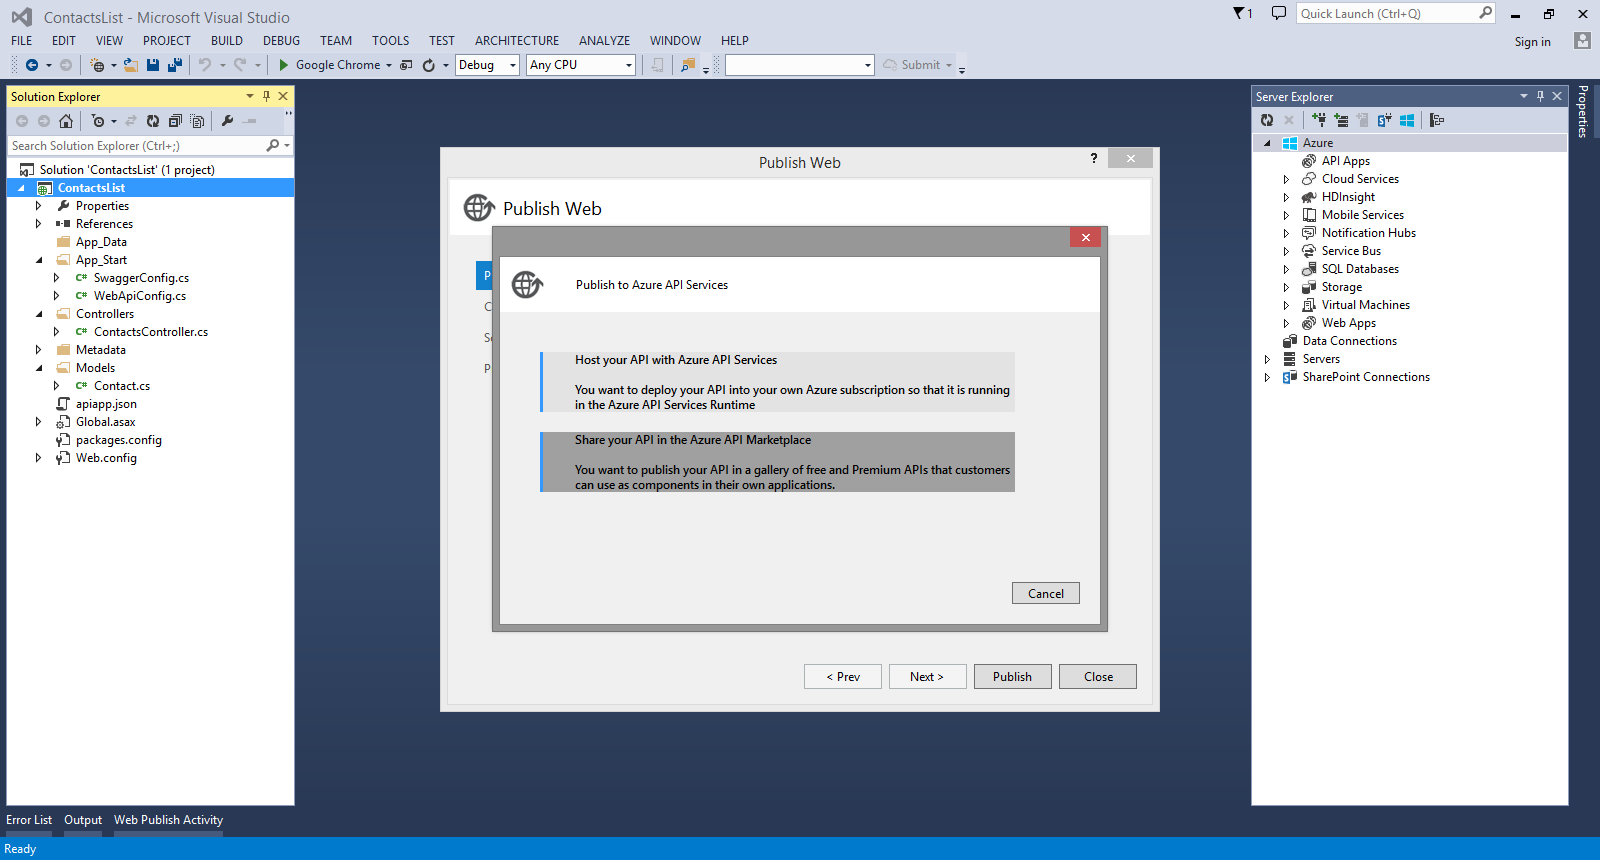 ContactsList - Microsoft Visual Studio
1
Quick Launch (Ctrl+Q)
FILE EDIT VIEW PROJECT BUILD DEBUG TEAM TOOLS TEST ARCHITECTURE ANALYZE WINDOW HELP
Sign in
Google Chrome Debug Any CPU Submit
Solution Explorer
Search Solution Explorer (Ctrl+;)
Solution 'ContactsList' (1 project)
ContactsList
Properties
References
App_Data
App_Start
C# SwaggerConfig.cs
C# WebApiConfig.cs
Controllers
C# ContactsController.cs
Metadata
Models
C# Contact.cs
apiapp.json
Global.asax
packages.config
Web.config
Publish Web
?
Publish Web
P
C
Se
P
Publish to Azure API Services
Host your API with Azure API Services
You want to deploy your API into your own Azure subscription so that it is running
in the Azure API Services Runtime
Share your API in the Azure API Marketplace
You want to publish your API in a gallery of free and Premium APIs that customers
can use as components in their own applications.
Cancel
< Prev Next > Publish Close
Server Explorer
Azure
API Apps
Cloud Services
HDInsight
Mobile Services
Notification Hubs
Service Bus
SQL Databases
Storage
Virtual Machines
Web Apps
Data Connections
Servers
SharePoint Connections
Properties
Error List Output Web Publish Activity
Ready